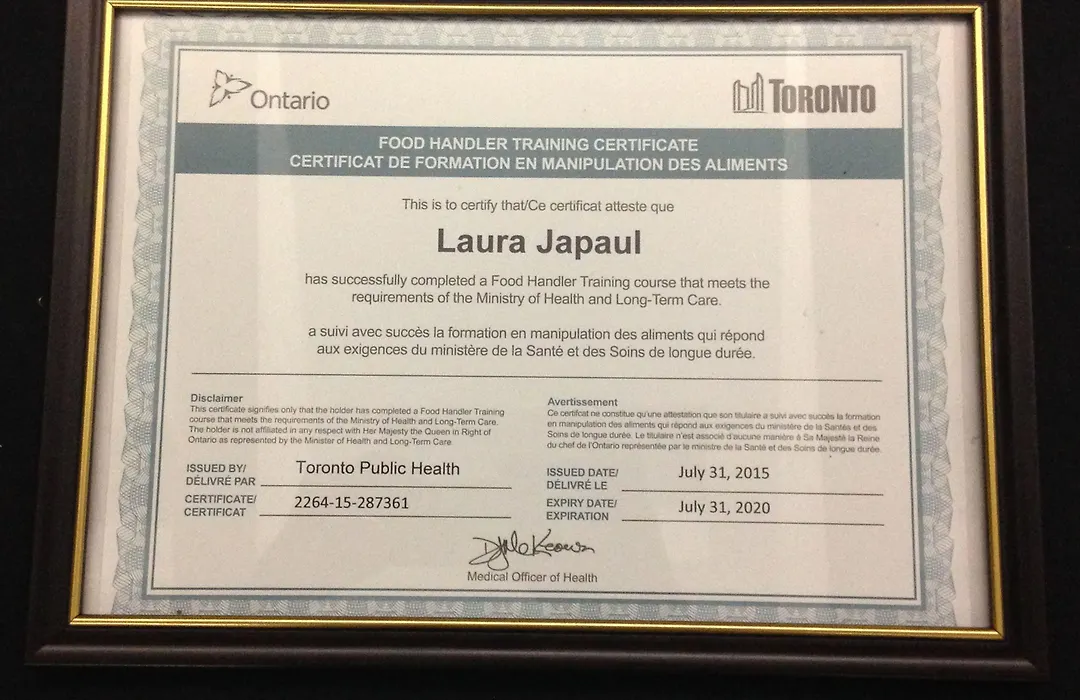 Ontario
TORONTO
FOOD HANDLER TRAINING CERTIFICATE
CERTIFICAT DE FORMATION EN MANIPULATION DES ALIMENTS
This is to certify that/Ce certificat atteste que
Laura Japaul
has successfully completed a Food Handler Training course that meets the
requirements of the Ministry of Health and Long-Term Care.
a suivi avec succès la formation en manipulation des aliments qui répond
aux exigences du ministère de la Santé et des Soins de longue durée.
Disclaimer
This certificate signifies only that the holder has completed a Food Handler Training
course that meets the requirements of the Ministry of Health and Long-Term Care.
The holder is not affiliated in any respect with Her Majesty the Queen in Right of
Ontario as represented by the Minister of Health and Long-Term Care
Avertissement
Ce certificat ne constitue qu'une attestation que son titulaire a suivi avec succès la formation
en manipulation des aliments qui répond aux exigences du ministère de la Santés et des
Soins de longue durée. Le titulaire n'est associé d'aucune manière à Sa Majesté la Reine
du chef de l'Ontario représentée par le ministre de la Santé et des Soins de longue durée.
ISSUED BY/
DÉLIVRÉ PAR
Toronto Public Health
CERTIFICATE/
CERTIFICAT
2264-15-287361
ISSUED DATE/
DÉLIVRÉ LE
July 31, 2015
EXPIRY DATE/
EXPIRATION
July 31, 2020
Medical Officer of Health